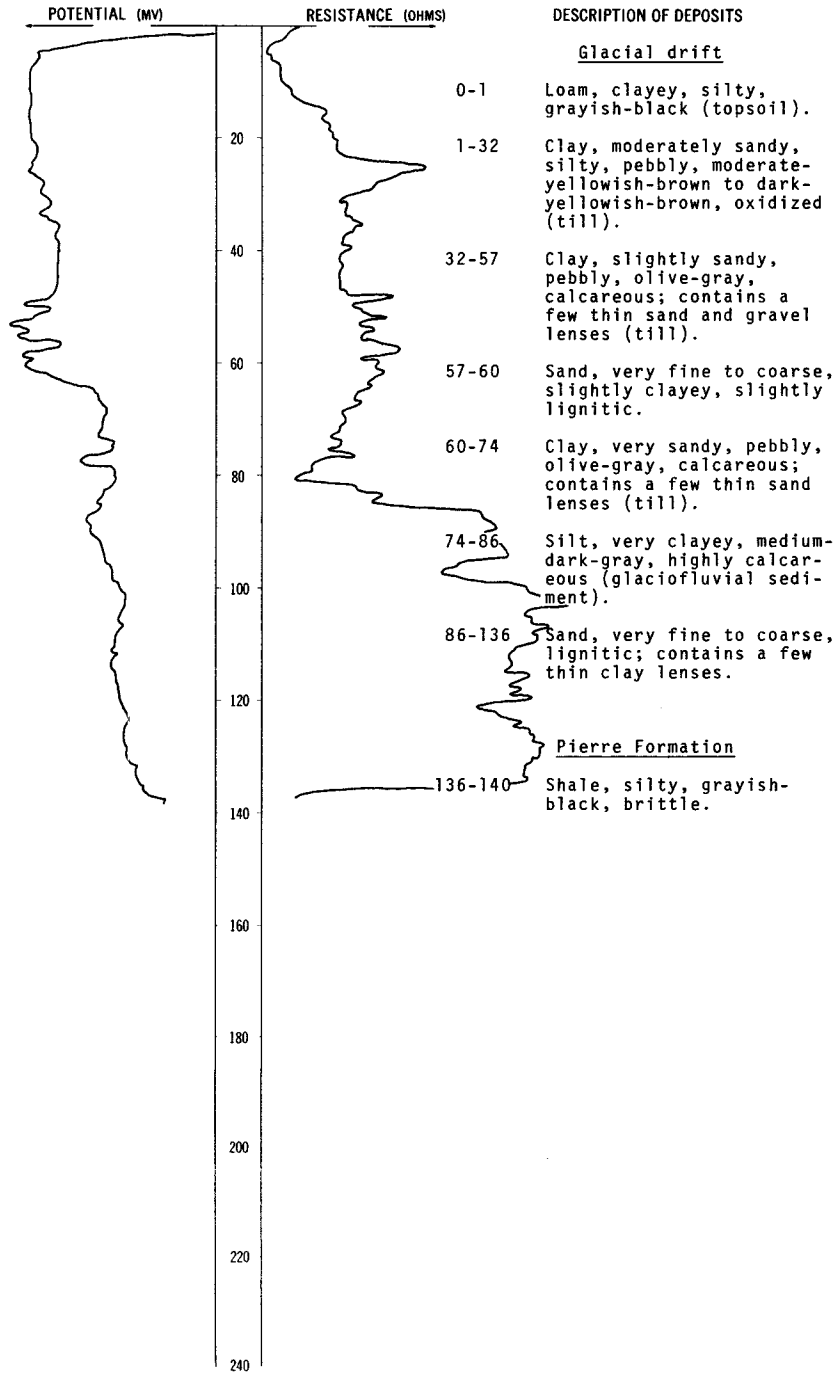 POTENTIAL (MV) RESISTANCE (OHMS) DESCRIPTION OF DEPOSITS
Glacial drift
0-1 Loam, clayey, silty,
grayish-black (topsoil).
20
1-32 Clay, moderately sandy,
silty, pebbly, moderate-
yellowish-brown to dark-
yellowish-brown, oxidized
(till).
40
32-57 Clay, slightly sandy,
pebbly, olive-gray,
calcareous; contains a
few thin sand and gravel
lenses (till).
60
57-60 Sand, very fine to coarse,
slightly clayey, slightly
lignitic.
60-74 Clay, very sandy, pebbly,
olive-gray, calcareous;
80
contains a few thin sand
lenses (till).
74-86 Silt, very clayey, medium-
dark-gray, highly calcar-
eous (glaciofluvial sedi-
100
ment).
86-136 Sand, very fine to coarse,
lignitic; contains a few
thin clay lenses.
120
Pierre Formation
136-140 Shale, silty, grayish-
black, brittle.
140
160
180
200
220
240